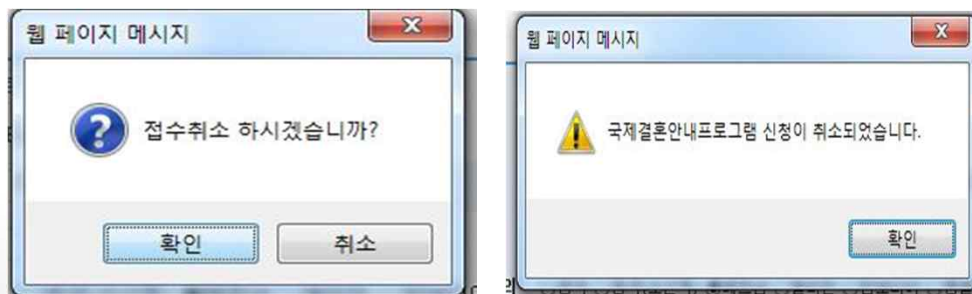 웹 페이지 메시지
접수취소 하시겠습니까?
확인
취소
웹 페이지 메시지
국제결혼안내프로그램 신청이 취소되었습니다.
확인